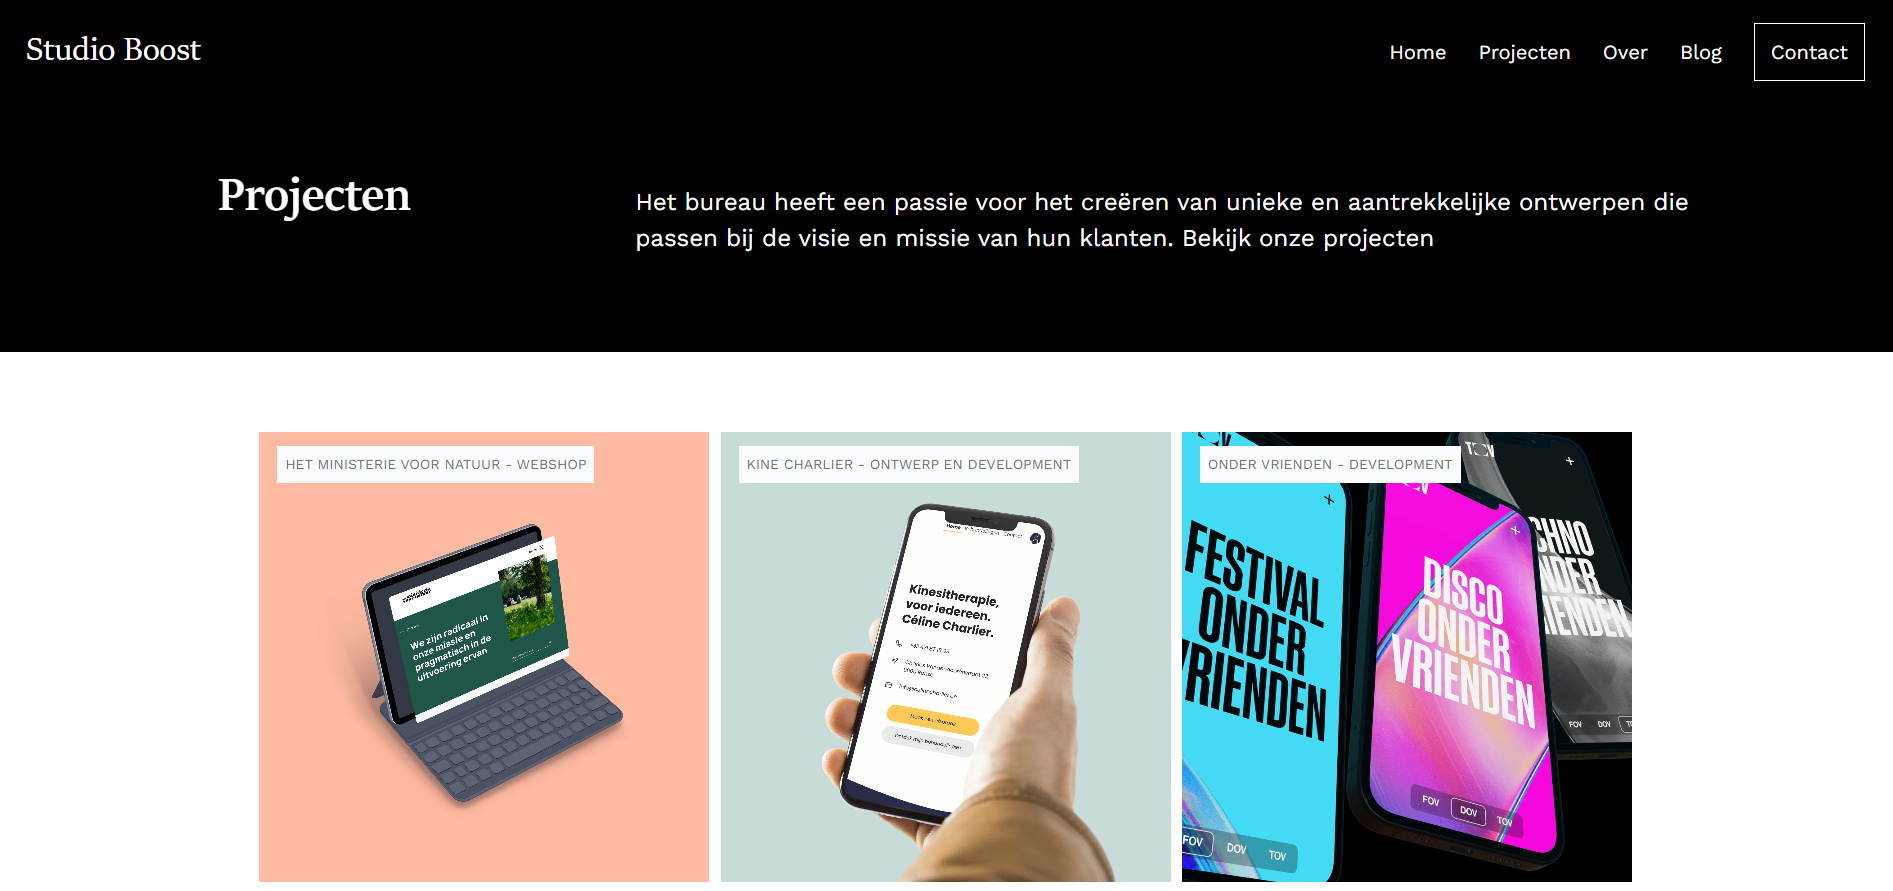 Studio Boost
Home Projecten Over Blog Contact
Projecten
Het bureau heeft een passie voor het creëren van unieke en aantrekkelijke ontwerpen die
passen bij de visie en missie van hun klanten. Bekijk onze projecten
HET MINISTERIE VOOR NATUUR - WEBSHOP
We zijn radicaal in
onze missie en
pragmatisch in de
uitvoering ervan
KINE CHARLIER - ONTWERP EN DEVELOPMENT
Home Contact
Kinesitherapie,
voor iedereen.
Céline Charlier.
ONDER VRIENDEN - DEVELOPMENT
FESTIVAL
ONDER
VRIENDEN
FOV DOV TOV
DISCO
ONDER
VRIENDEN
FOV DOV TOV
CHNO
NDER
IENDEN
FOV DOV